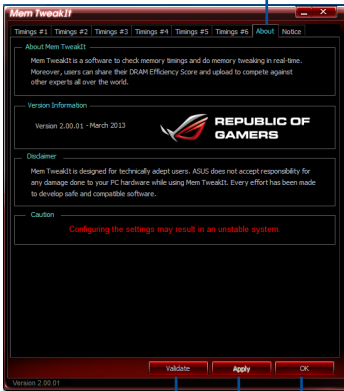 Mem TweakIt
Timings #1 Timings #2 Timings #3 Timings #4 Timings #5 Timings #6 About Notice
About Mem TweakIt
Mem TweakIt is a software to check memory timings and do memory tweaking in real-time.
Moreover, users can share their DRAM Efficiency Score and upload to compete against
other experts all over the world.
Version Information
Version 2.00.01 - March 2013
REPUBLIC OF
GAMERS
Disclaimer
Mem TweakIt is designed for technically adept users. ASUS does not accept responsibility for
any damage done to your PC hardware while using Mem TweakIt. Every effort has been made
to develop safe and compatible software.
Caution
Configuring the settings may result in an unstable system.
Validate Apply OK
Version 2.00.01